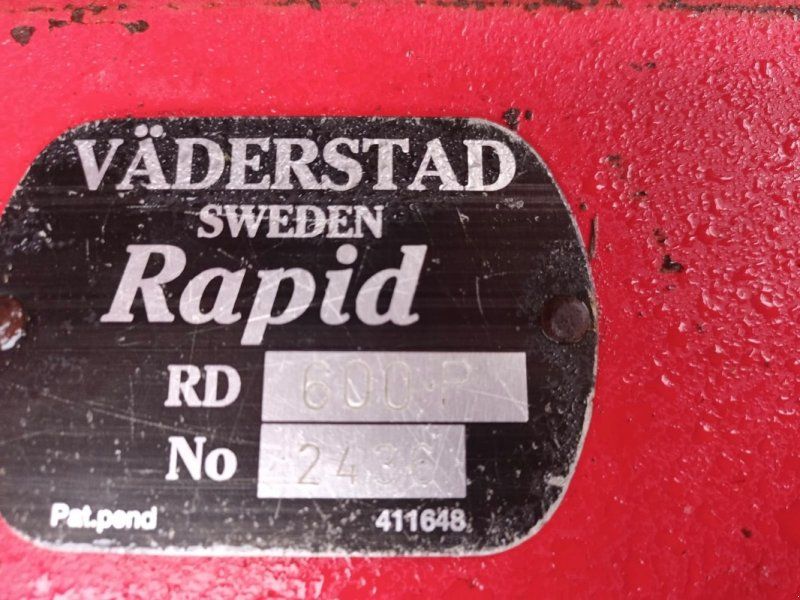 VÄDERSTAD
SWEDEN
Rapid
RD 600-P
No 2436
Pat.pend 411648